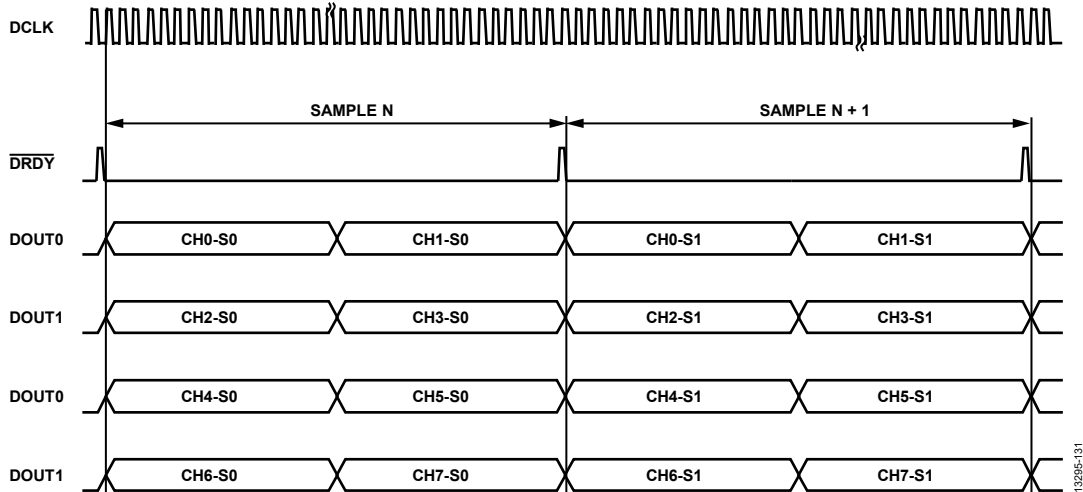 DCLK
SAMPLE N SAMPLE N + 1
DRDY
DOUT0 CH0-S0 CH1-S0 CH0-S1 CH1-S1
DOUT1 CH2-S0 CH3-S0 CH2-S1 CH3-S1
DOUT0 CH4-S0 CH5-S0 CH4-S1 CH5-S1
DOUT1 CH6-S0 CH7-S0 CH6-S1 CH7-S1
13295-131